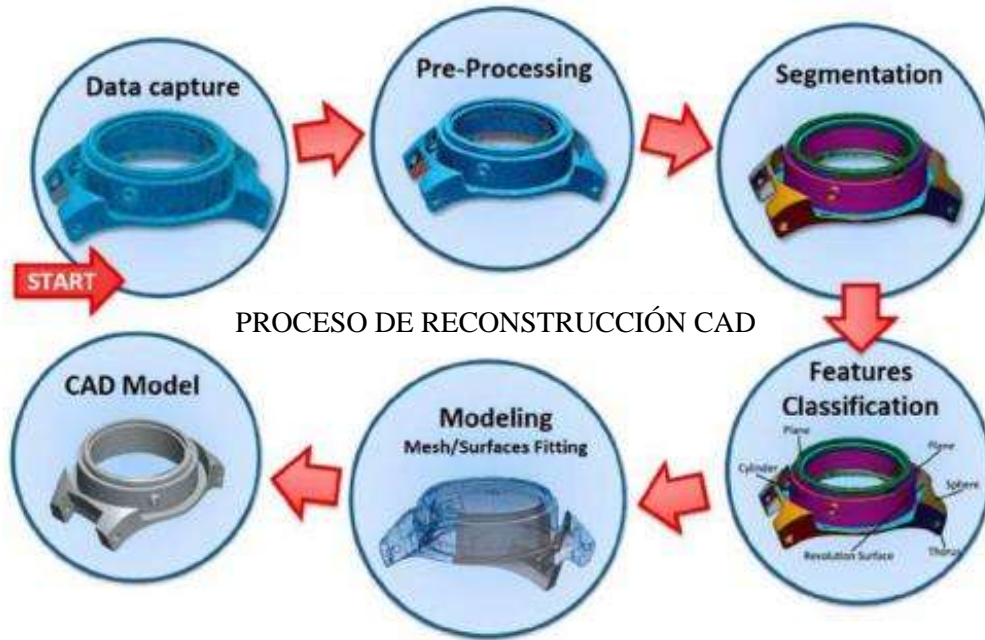 Data capture
START
Pre-Processing
Segmentation
PROCESO DE RECONSTRUCCIÓN CAD
Features
Classification
Plane
Plane
Cylinder
Sphere
Revolution Surface
Thorus
Modeling
Mesh/Surfaces Fitting
CAD Model